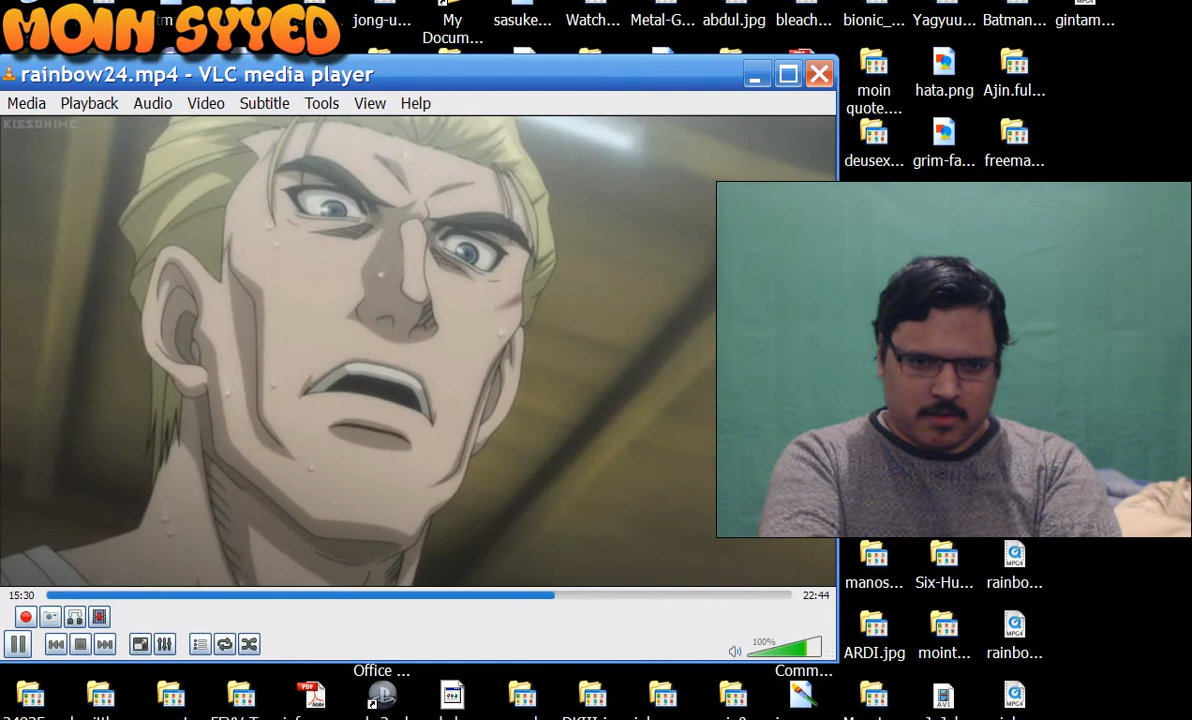 jong-u...
My Docum...
sasuke...
Watch...
Metal-G...
abdul.jpg
bleach...
bionic_...
Yagyuu...
Batman...
gintam...
MOIN SYYED
rainbow24.mp4 - VLC media player
Media Playback Audio Video Subtitle Tools View Help
KISSANIME
moin quote....
hata.png
Ajin.ful...
deusex...
grim-fa...
freema...
manos...
Six-Hu...
rainbo...
ARDI.jpg
moint...
rainbo...
15:30
22:44
100%
Office ...
Comm...